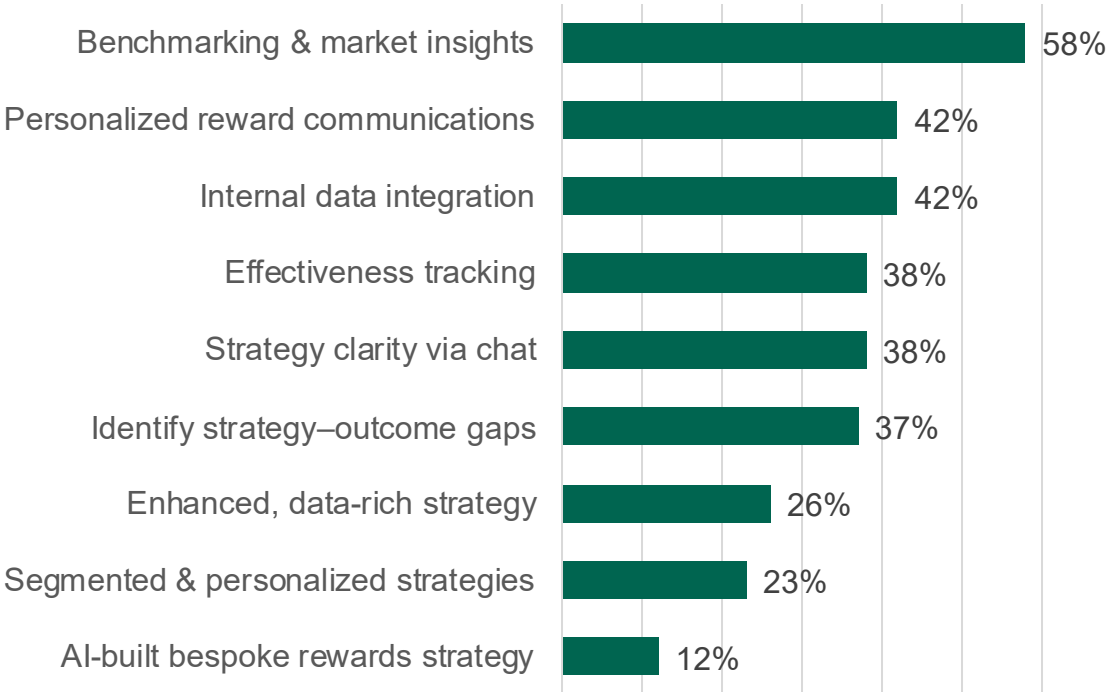 Benchmarking & market insights 58%
Personalized reward communications 42%
Internal data integration 42%
Effectiveness tracking 38%
Strategy clarity via chat 38%
Identify strategy–outcome gaps 37%
Enhanced, data-rich strategy 26%
Segmented & personalized strategies 23%
AI-built bespoke rewards strategy 12%